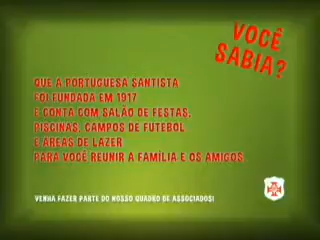 VOCÊ
SABIA?
QUE A PORTUGUESA SANTISTA
FOI FUNDADA EM 1917
E CONTA COM SALÃO DE FESTAS,
PISCINAS, CAMPOS DE FUTEBOL
E ÁREAS DE LAZER
PARA VOCÊ REUNIR A FAMÍLIA E OS AMIGOS.
VENHA FAZER PARTE DO NOSSO QUADRO DE ASSOCIADOS!